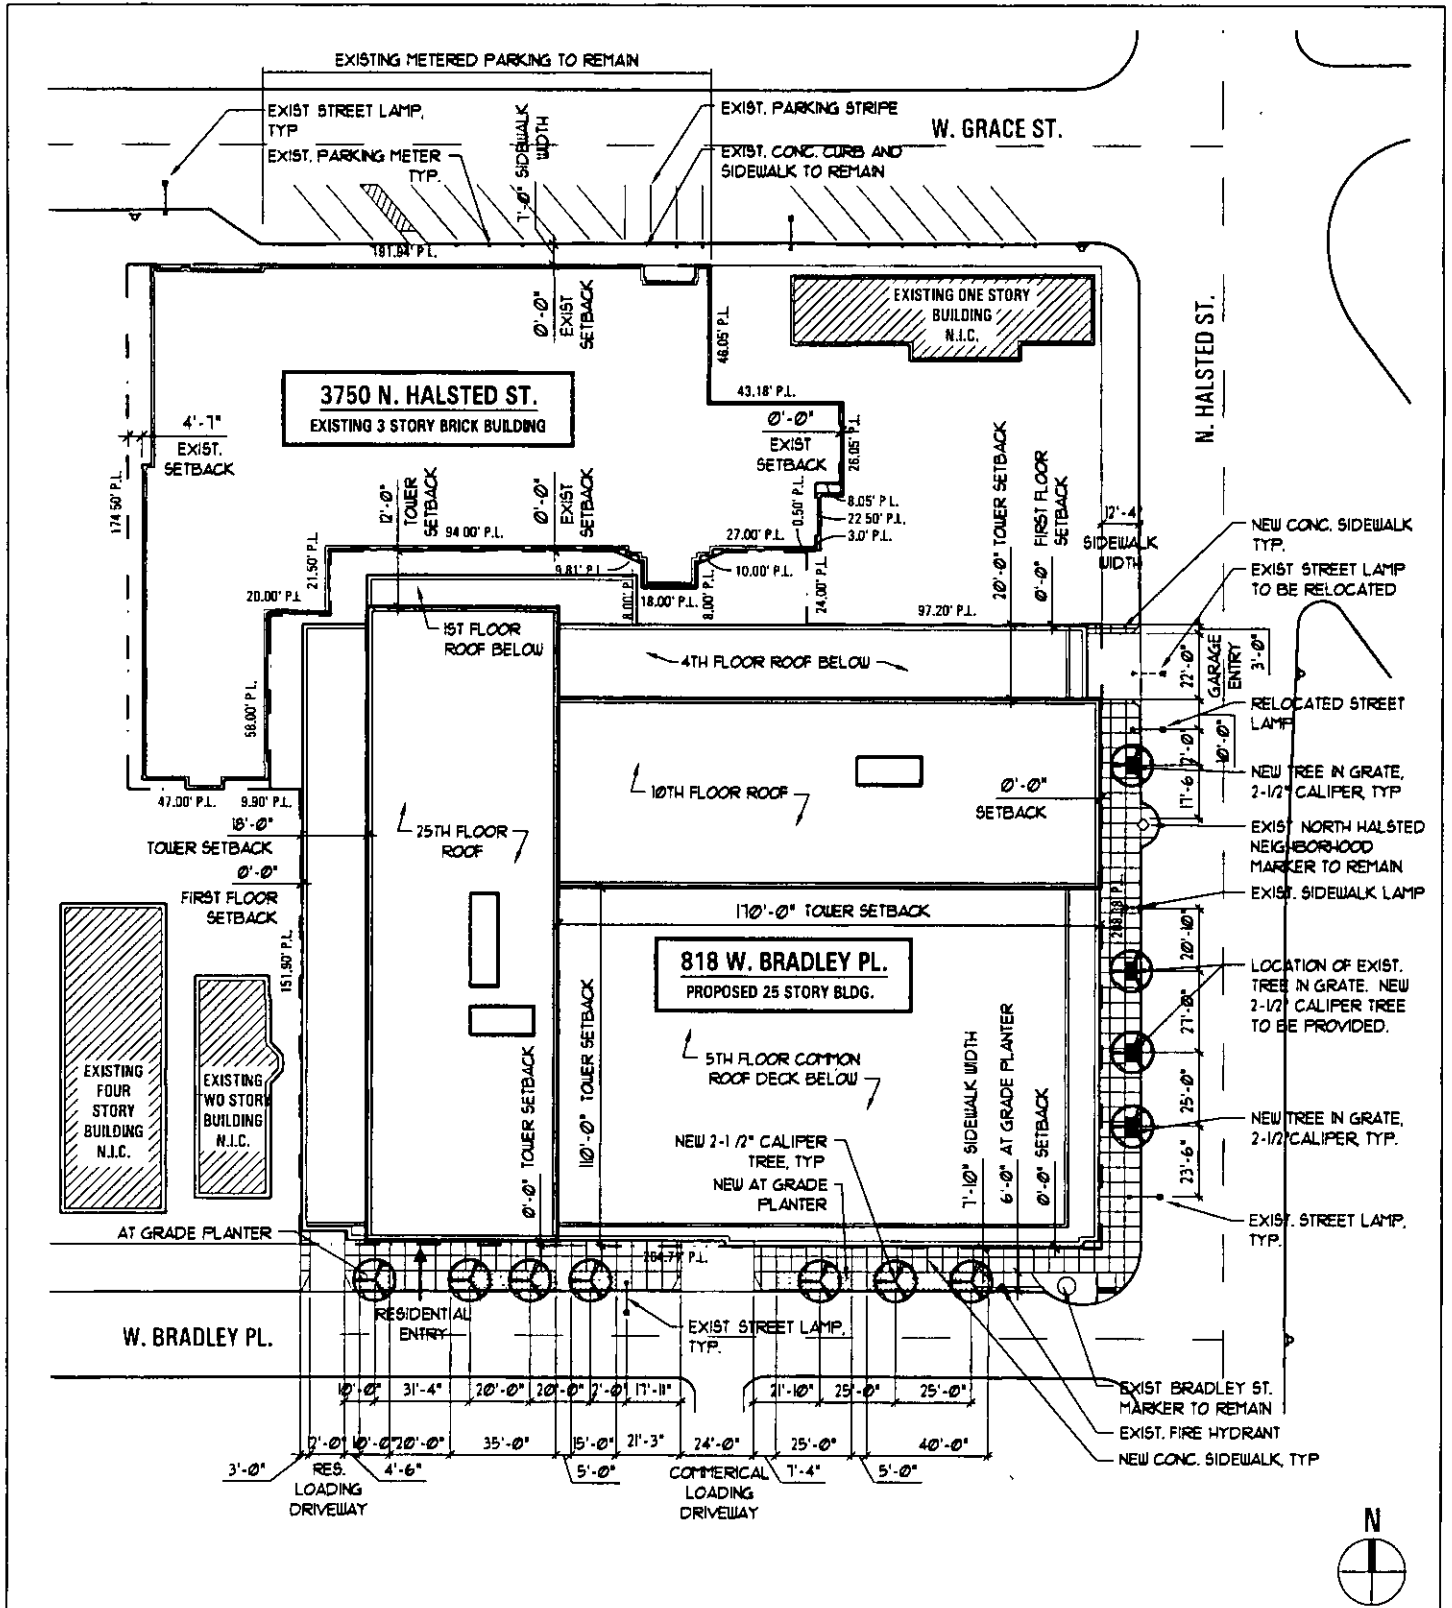 EXISTING METERED PARKING TO REMAIN
EXIST STREET LAMP,
TYP
EXIST. PARKING METER
TYP.
7'-0" SIDEWALK
WIDTH
EXIST. PARKING STRIPE
W. GRACE ST.
EXIST. CONC. CURB AND
SIDEWALK TO REMAIN
191.94' P.L.
0'-0"
EXIST
SETBACK
46.05' P.L.
EXISTING ONE STORY
BUILDING
N.I.C.
N. HALSTED ST.
3750 N. HALSTED ST.
EXISTING 3 STORY BRICK BUILDING
43.18' P.L.
4'-7"
EXIST.
SETBACK
0'-0"
EXIST
SETBACK
26.05' P.L.
174.50' P.L.
12'-0"
TOWER
SETBACK
0'-0"
EXIST
SETBACK
94.00' P.L.
0.50' P.L.
8.05' P.L.
22.50' P.L.
3.0' P.L.
27.00' P.L.
20'-0" TOWER SETBACK
0'-0" FIRST FLOOR
SETBACK
12'-4"
SIDEWALK
WIDTH
NEW CONC. SIDEWALK
TYP.
EXIST STREET LAMP
TO BE RELOCATED
21.50' P.L.
20.00' P.L.
9.81' P.L.
10.00' P.L.
8.00' P.L.
18.00' P.L.
8.00' P.L.
24.00' P.L.
97.20' P.L.
1ST FLOOR
ROOF BELOW
4TH FLOOR ROOF BELOW
22'-0"
GARAGE
ENTRY
3'-0"
RELOCATED STREET
LAMP
58.00' P.L.
10'-0"
10TH FLOOR ROOF
0'-0"
SETBACK
17'-6"
NEW TREE IN GRATE,
2-1/2" CALIPER, TYP
47.00' P.L.
9.90' P.L.
18'-0"
TOWER SETBACK
0'-0"
FIRST FLOOR
SETBACK
25TH FLOOR
ROOF
EXIST NORTH HALSTED
NEIGHBORHOOD
MARKER TO REMAIN
EXIST. SIDEWALK LAMP
170'-0" TOWER SETBACK
20'-10"
151.90' P.L.
818 W. BRADLEY PL.
PROPOSED 25 STORY BLDG.
LOCATION OF EXIST.
TREE IN GRATE. NEW
2-1/2" CALIPER TREE
TO BE PROVIDED.
27'-0"
110'-0" TOWER SETBACK
0'-0" TOWER SETBACK
5TH FLOOR COMMON
ROOF DECK BELOW
7'-10" SIDEWALK WIDTH
6'-0" AT GRADE PLANTER
0'-0" SETBACK
25'-0"
EXISTING
FOUR
STORY
BUILDING
N.I.C.
EXISTING
TWO STORY
BUILDING
N.I.C.
NEW 2-1/2" CALIPER
TREE, TYP
NEW AT GRADE
PLANTER
NEW TREE IN GRATE,
2-1/2" CALIPER, TYP.
23'-6"
AT GRADE PLANTER
EXIST. STREET LAMP,
TYP.
RESIDENTIAL
ENTRY
W. BRADLEY PL.
EXIST STREET LAMP,
TYP.
10'-0"
31'-4"
20'-0"
20'-0"
2'-0"
17'-11"
21'-10"
25'-0"
25'-0"
EXIST BRADLEY ST.
MARKER TO REMAIN
EXIST. FIRE HYDRANT
NEW CONC. SIDEWALK, TYP
10'-0"
20'-0"
35'-0"
15'-0"
21'-3"
24'-0"
25'-0"
40'-0"
3'-0"
RES.
LOADING
DRIVEWAY
4'-6"
5'-0"
COMMERICAL
LOADING
DRIVEWAY
7'-4"
5'-0"
N